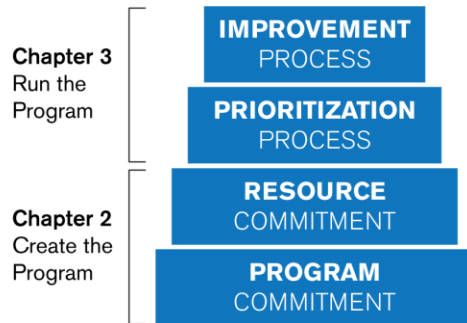 Chapter 3
Run the
Program
IMPROVEMENT
PROCESS
PRIORITIZATION
PROCESS
Chapter 2
Create the
Program
RESOURCE
COMMITMENT
PROGRAM
COMMITMENT